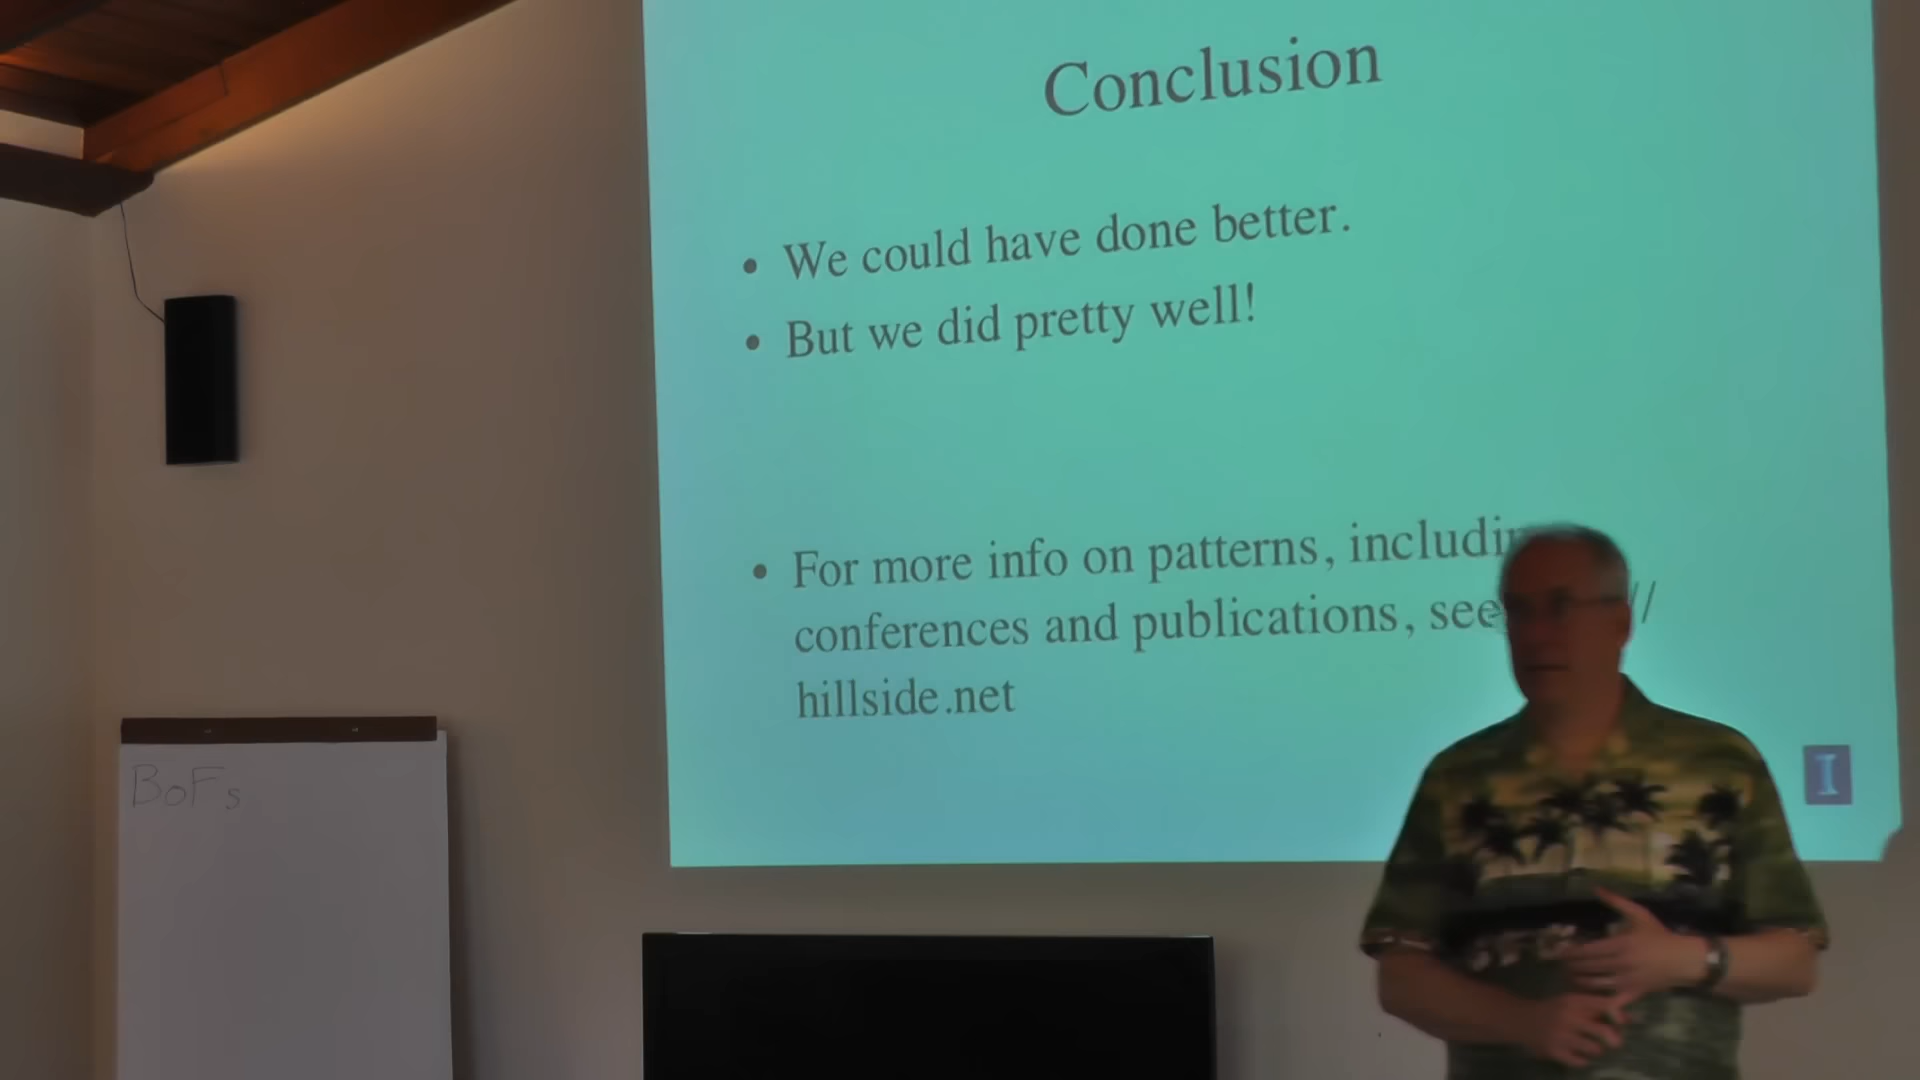 Conclusion
• We could have done better.
• But we did pretty well!
• For more info on patterns,
conferences and publications, see //
hillside.net
I
BoFs